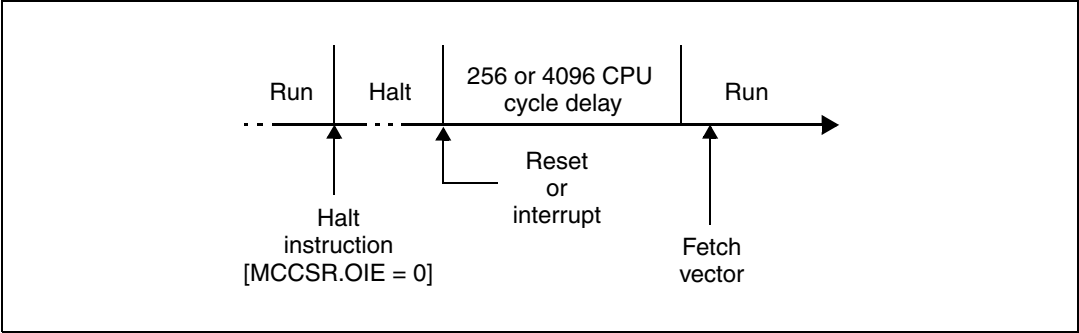 Run
Halt
256 or 4096 CPU
cycle delay
Run
Reset
or
interrupt
Halt
instruction
[MCCSR.OIE = 0]
Fetch
vector